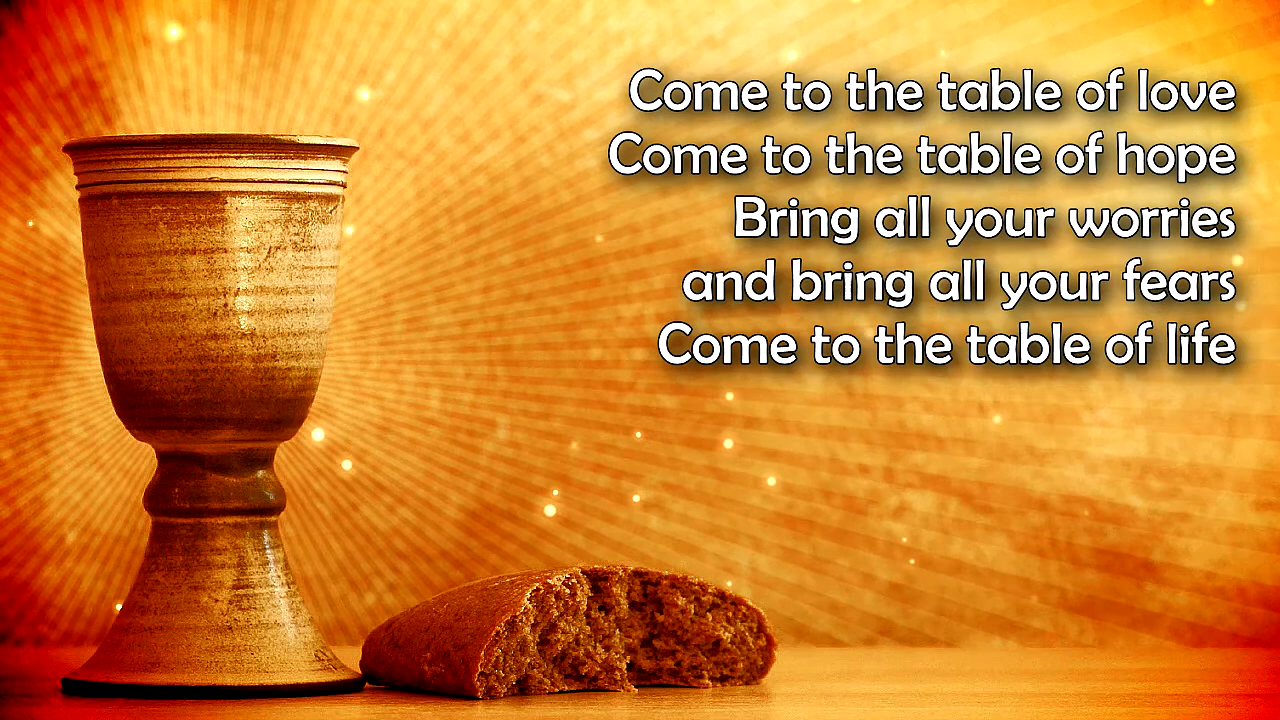 Come to the table of love
Come to the table of hope
Bring all your worries
and bring all your fears
Come to the table of life